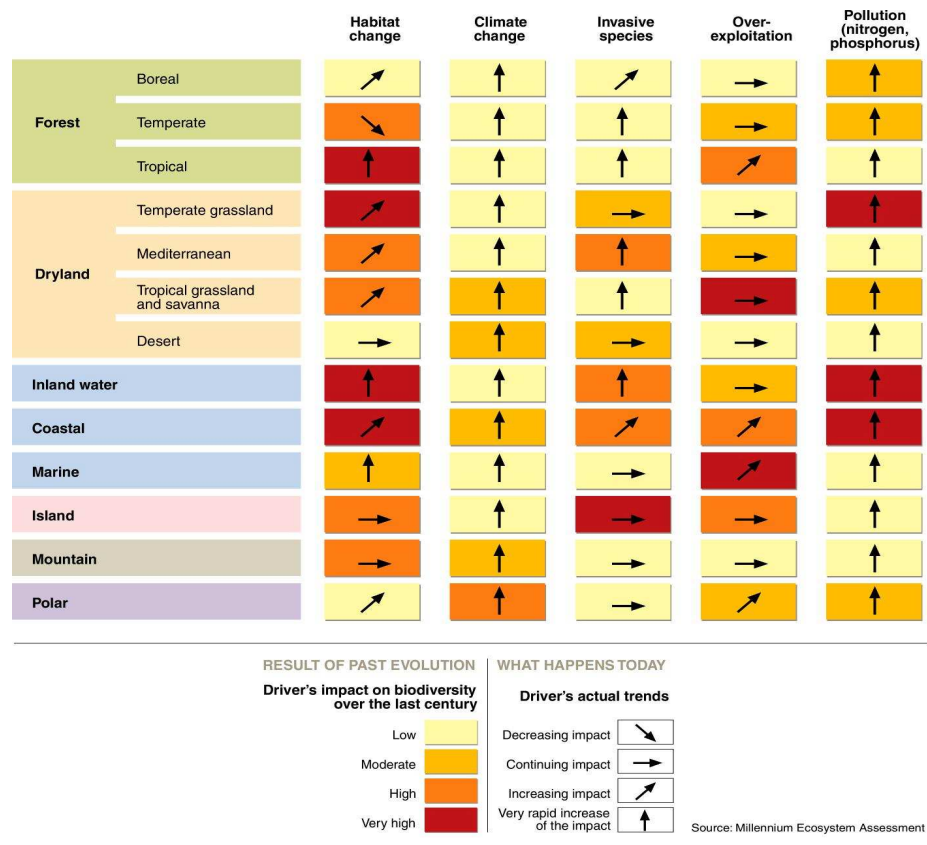 Habitat
change
Climate
change
Invasive
species
Over-
exploitation
Pollution
(nitrogen,
phosphorus)
Forest
Boreal
Temperate
Tropical
Dryland
Temperate grassland
Mediterranean
Tropical grassland
and savanna
Desert
Inland water
Coastal
Marine
Island
Mountain
Polar
RESULT OF PAST EVOLUTION
Driver's impact on biodiversity
over the last century
Low
Moderate
High
Very high
WHAT HAPPENS TODAY
Driver's actual trends
Decreasing impact
Continuing impact
Increasing impact
Very rapid increase
of the impact
Source: Millennium Ecosystem Assessment